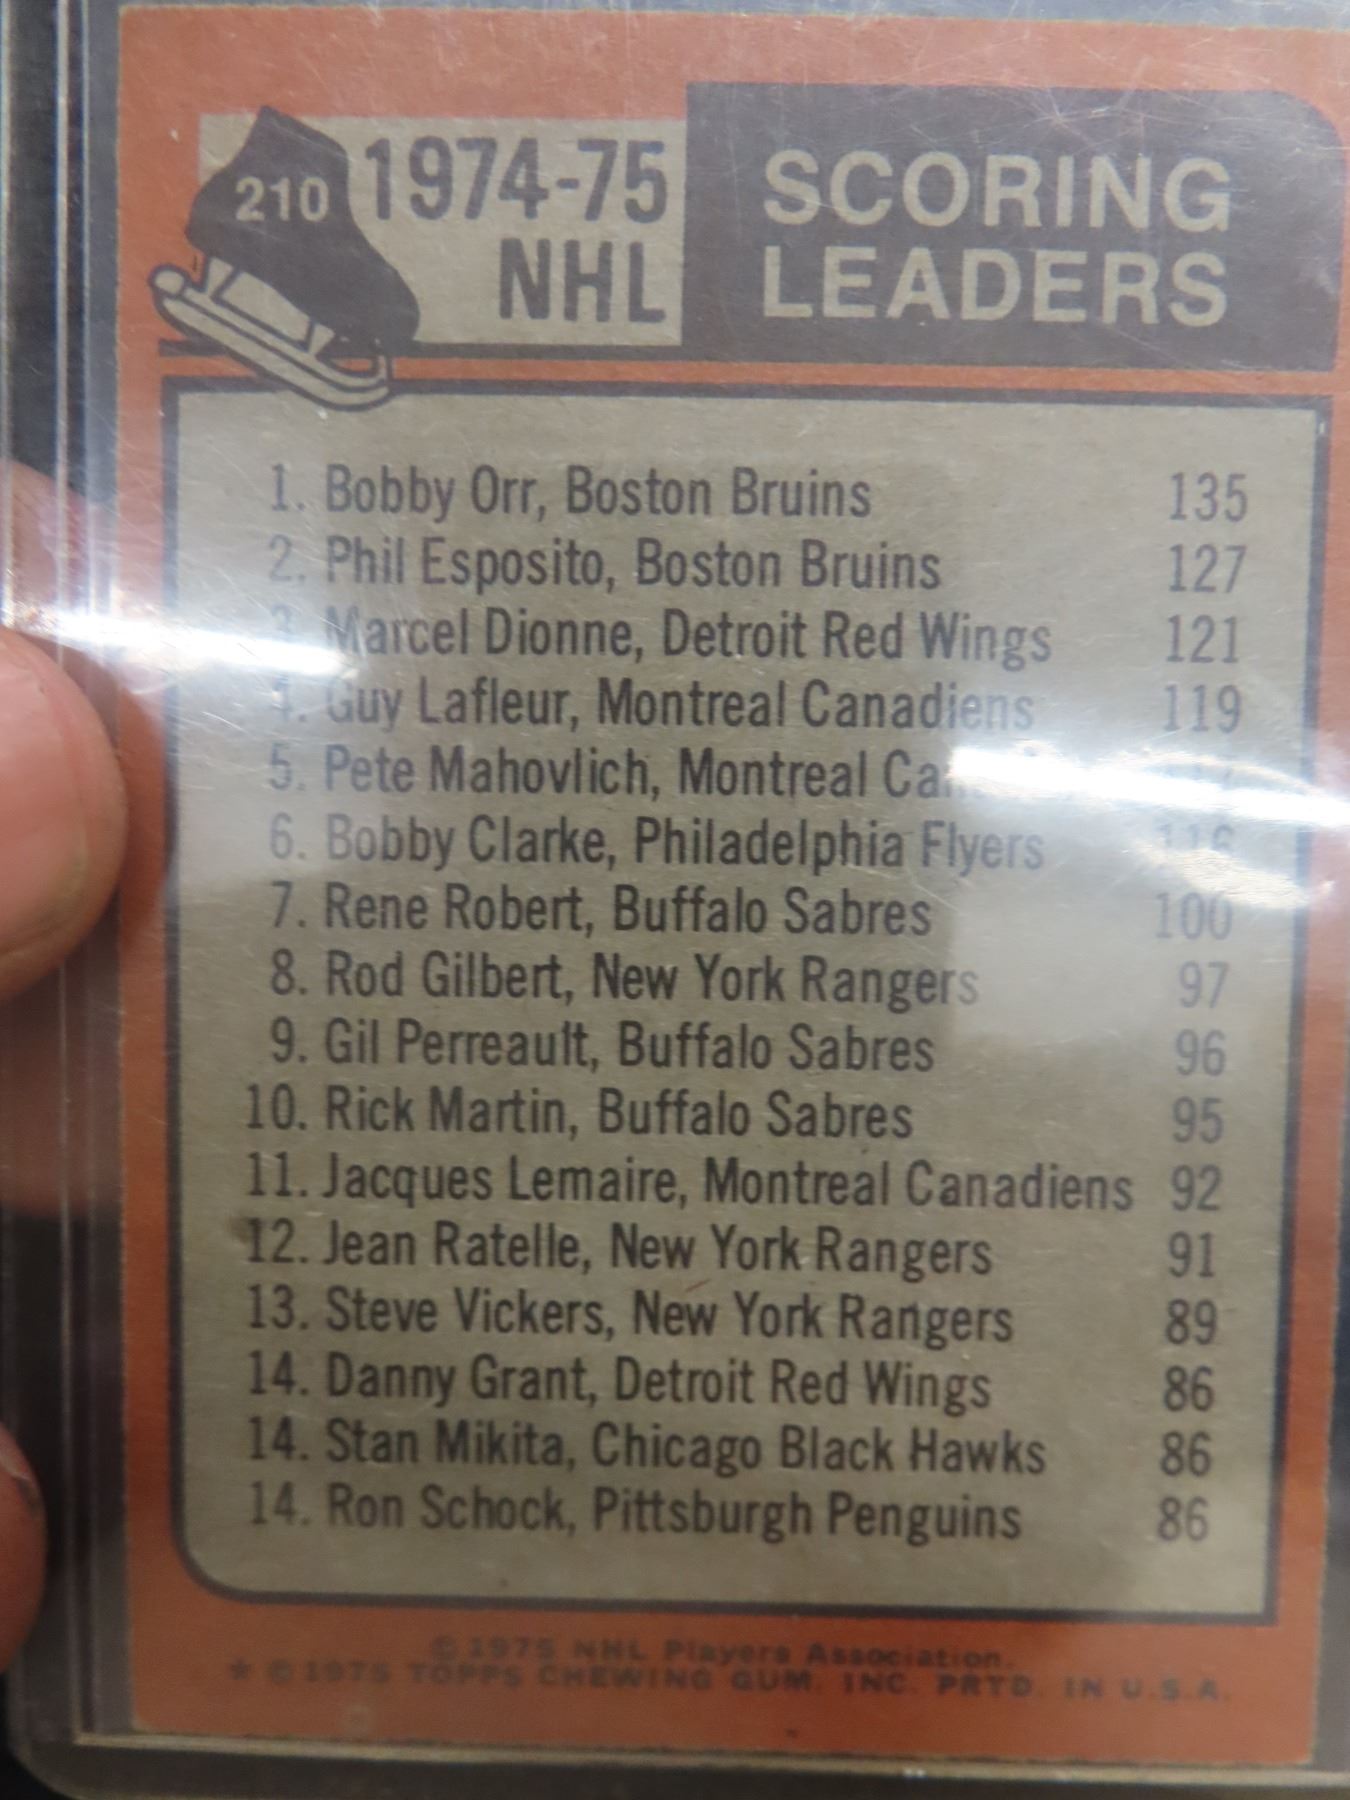 210
1974-75
NHL
SCORING
LEADERS
1. Bobby Orr, Boston Bruins 135
2. Phil Esposito, Boston Bruins 127
3. Marcel Dionne, Detroit Red Wings 121
4. Guy Lafleur, Montreal Canadiens 119
5. Pete Mahovlich, Montreal
6. Bobby Clarke, Philadelphia Flyers 116
7. Rene Robert, Buffalo Sabres 100
8. Rod Gilbert, New York Rangers 97
9. Gil Perreault, Buffalo Sabres 96
10. Rick Martin, Buffalo Sabres 95
11. Jacques Lemaire, Montreal Canadiens 92
12. Jean Ratelle, New York Rangers 91
13. Steve Vickers, New York Rangers 89
14. Danny Grant, Detroit Red Wings 86
14. Stan Mikita, Chicago Black Hawks 86
14. Ron Schock, Pittsburgh Penguins 86
© 1975 NHL Players Association.
* © 1975 TOPPS CHEWING GUM, INC. PRTD. IN U.S.A.